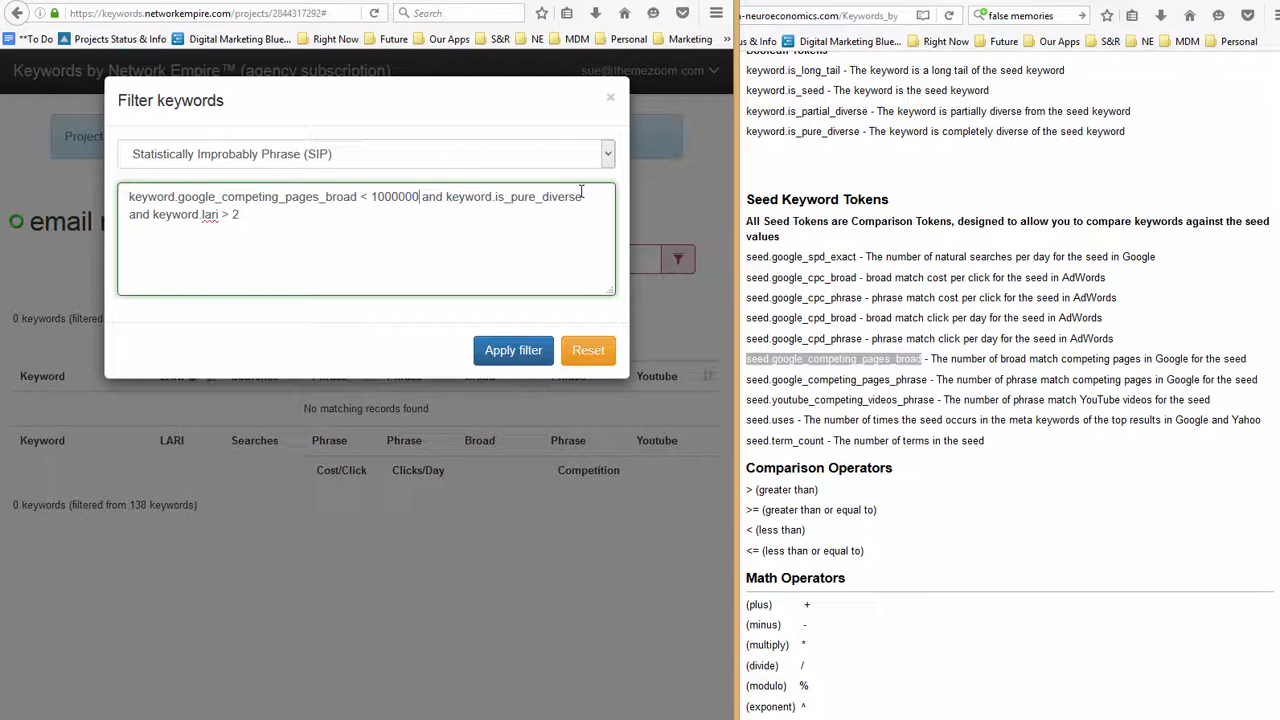 https://keywords.networkempire.com/projects/2844317292#
Search
**To Do
Projects Status & Info
Digital Marketing Blue...
Right Now
Future
Our Apps
S&R
NE
MDM
Personal
Marketing
»
Keywords by Network Empire™ (agency subscription)
sue@themezoom.com
Filter keywords
×
Project
Statistically Improbably Phrase (SIP)
keyword.google_competing_pages_broad < 1000000 and keyword.is_pure_diverse
and keyword.lari > 2
email
0 keywords (filtered
Apply filter
Reset
Keyword
Youtube
No matching records found
Keyword
LARI
Searches
Phrase
Phrase
Broad
Phrase
Youtube
Cost/Click
Clicks/Day
Competition
0 keywords (filtered from 138 keywords)
-neuroeconomics.com/Keywords_by
false memories
us & Info
Digital Marketing Blue...
Right Now
Future
Our Apps
S&R
NE
MDM
Personal
Boolean Tokens
keyword.is_long_tail - The keyword is a long tail of the seed keyword
keyword.is_seed - The keyword is the seed keyword
keyword.is_partial_diverse - The keyword is partially diverse from the seed keyword
keyword.is_pure_diverse - The keyword is completely diverse of the seed keyword
Seed Keyword Tokens
All Seed Tokens are Comparison Tokens, designed to allow you to compare keywords against the seed
values
seed.google_spd_exact - The number of natural searches per day for the seed in Google
seed.google_cpc_broad - broad match cost per click for the seed in AdWords
seed.google_cpc_phrase - phrase match cost per click for the seed in AdWords
seed.google_cpd_broad - broad match click per day for the seed in AdWords
seed.google_cpd_phrase - phrase match click per day for the seed in AdWords
seed.google_competing_pages_broad - The number of broad match competing pages in Google for the seed
seed.google_competing_pages_phrase - The number of phrase match competing pages in Google for the seed
seed.youtube_competing_videos_phrase - The number of phrase match YouTube videos for the seed
seed.uses - The number of times the seed occurs in the meta keywords of the top results in Google and Yahoo
seed.term_count - The number of terms in the seed
Comparison Operators
> (greater than)
>= (greater than or equal to)
< (less than)
<= (less than or equal to)
Math Operators
(plus) +
(minus) -
(multiply) *
(divide) /
(modulo) %
(exponent) ^